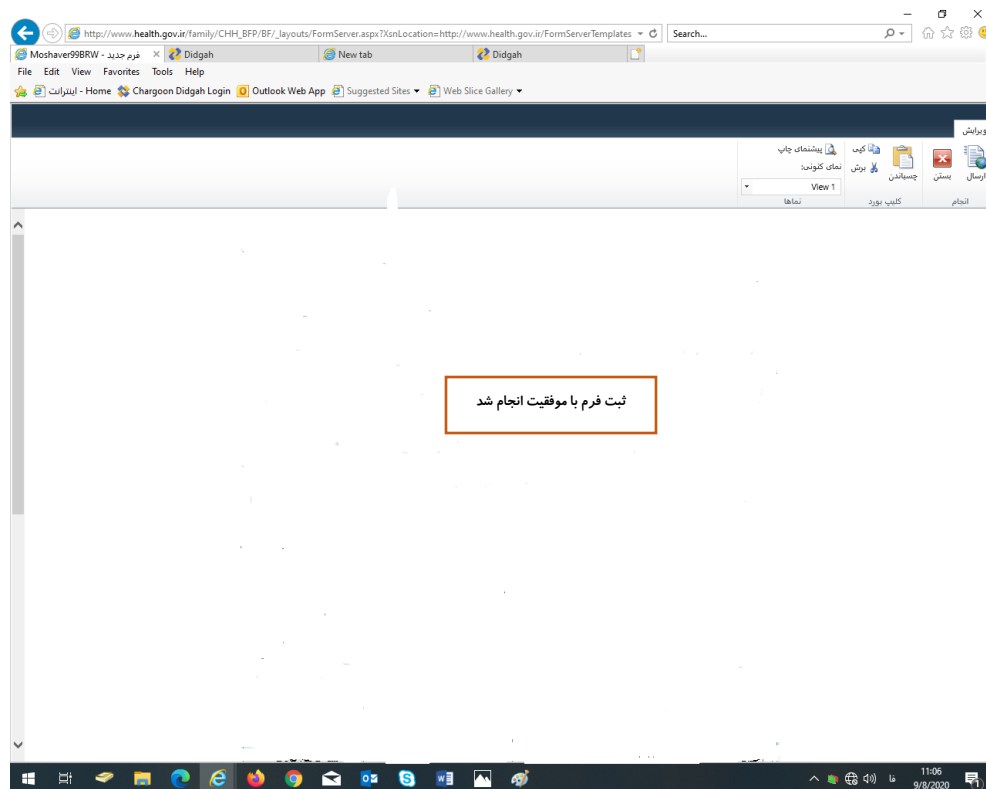 http://www.health.gov.ir/family/CHH_BFP/BF/_layouts/FormServer.aspx?XsnLocation=http://www.health.gov.ir/FormServerTemplates
Search...
Moshaver99BRW - فرم جدید
Didgah
New tab
Didgah
File Edit View Favorites Tools Help
اینترانت - Home
Chargoon Didgah Login
Outlook Web App
Suggested Sites
Web Slice Gallery
ویرایش
ارسال
بستن
انجام
چسباندن
کپی
برش
کلیپ بورد
پیشنمای چاپ
نمای کنونی:
View 1
نماها
ثبت فرم با موفقیت انجام شد
فا
11:06
9/8/2020